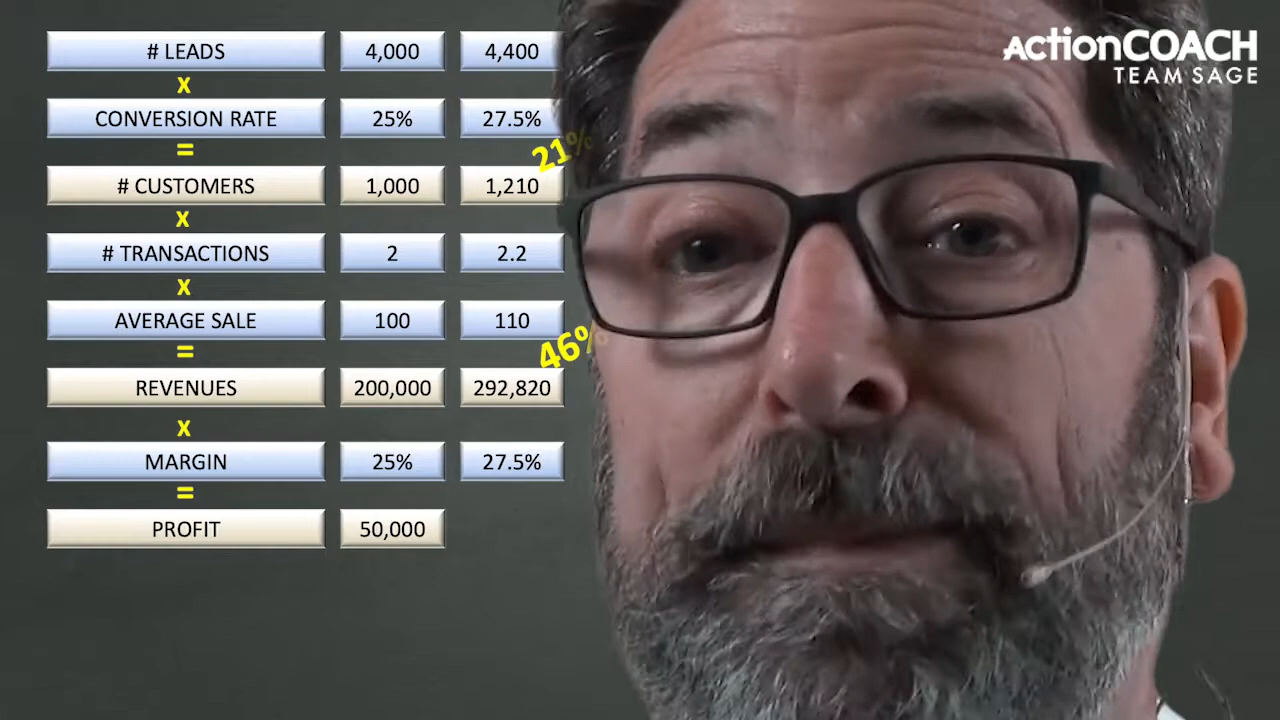 # LEADS 4,000 4,400
x
CONVERSION RATE 25% 27.5%
= 21%
# CUSTOMERS 1,000 1,210
x
# TRANSACTIONS 2 2.2
x
AVERAGE SALE 100 110
= 46%
REVENUES 200,000 292,820
x
MARGIN 25% 27.5%
=
PROFIT 50,000
ActionCOACH
TEAM SAGE